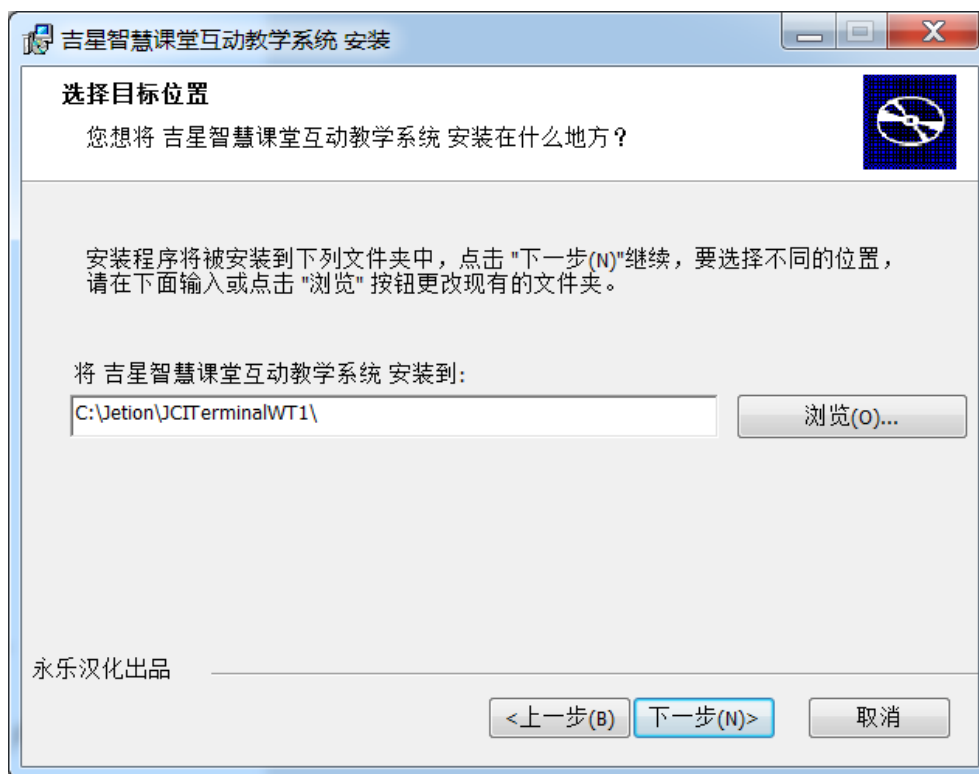 吉星智慧课堂互动教学系统 安装
选择目标位置
您想将 吉星智慧课堂互动教学系统 安装在什么地方？
安装程序将被安装到下列文件夹中，点击 "下一步(N)"继续，要选择不同的位置，
请在下面输入或点击 "浏览" 按钮更改现有的文件夹。
将 吉星智慧课堂互动教学系统 安装到:
C:\Jetion\JCITerminalWT1\
浏览(O)...
永乐汉化出品
<上一步(B)
下一步(N)>
取消